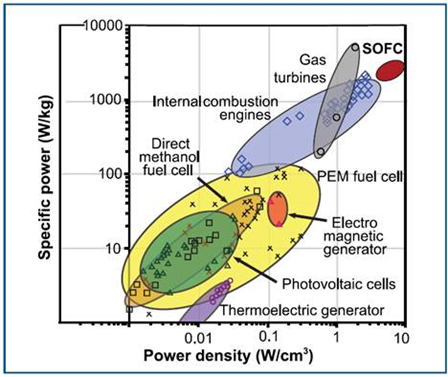 10000
SOFC
Gas
turbines
1000
Internal combustion
engines
Direct
methanol
fuel cell
100
PEM fuel cell
Electro
magnetic
generator
10
Photovoltaic cells
Thermoelectric generator
0.01
0.1
1
10
Specific power (W/kg)
Power density (W/cm³)